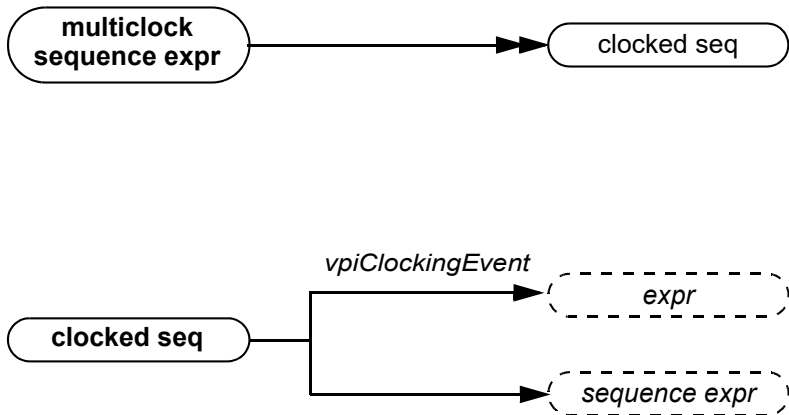 multiclock
sequence expr
clocked seq
vpiClockingEvent
expr
clocked seq
sequence expr